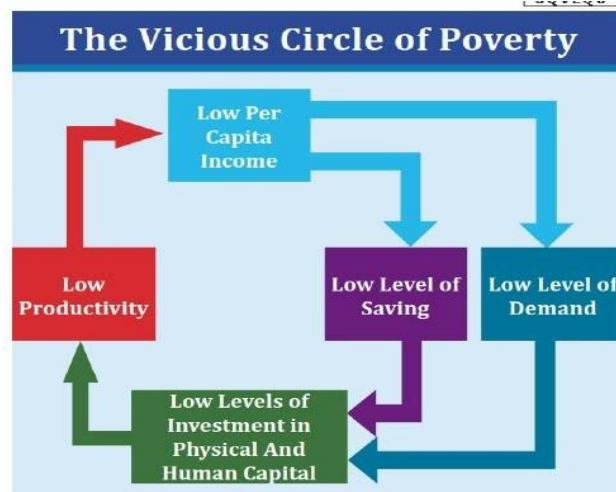 The Vicious Circle of Poverty
Low Per
Capita
Income
Low
Productivity
Low Level of
Saving
Low Level of
Demand
Low Levels of
Investment in
Physical And
Human Capital